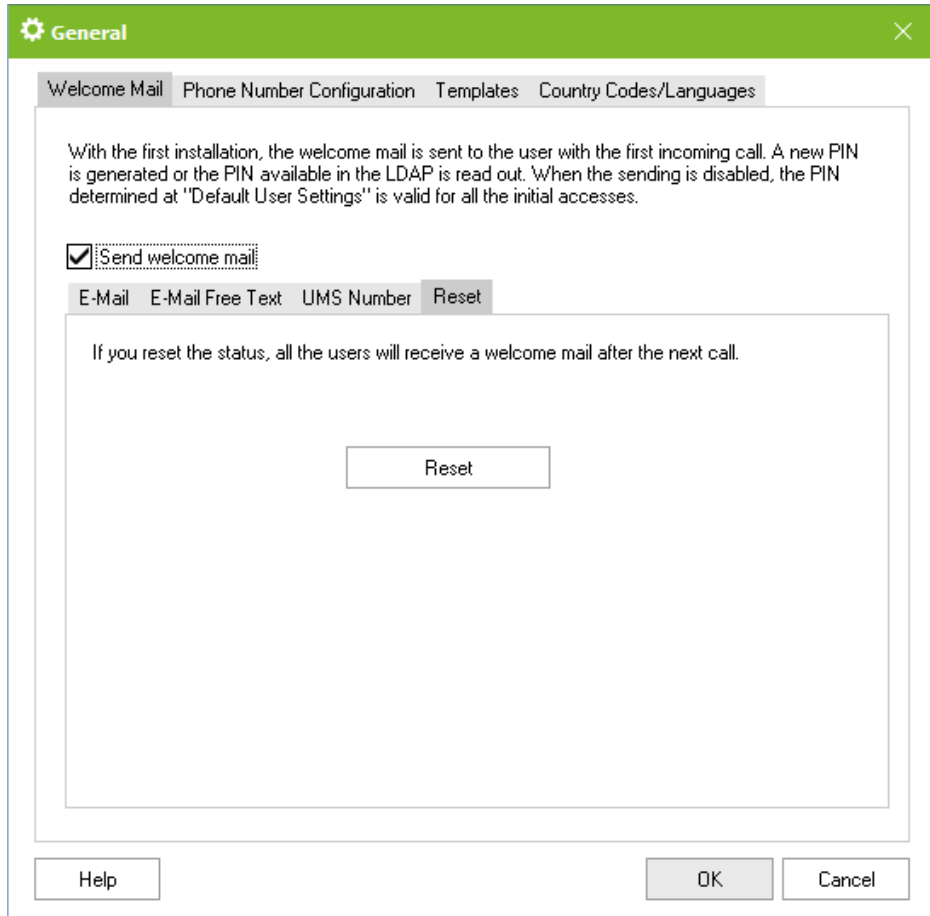 General
Welcome Mail Phone Number Configuration Templates Country Codes/Languages
With the first installation, the welcome mail is sent to the user with the first incoming call. A new PIN
is generated or the PIN available in the LDAP is read out. When the sending is disabled, the PIN
determined at "Default User Settings" is valid for all the initial accesses.
Send welcome mail
E-Mail E-Mail Free Text UMS Number Reset
If you reset the status, all the users will receive a welcome mail after the next call.
Reset
Help OK Cancel